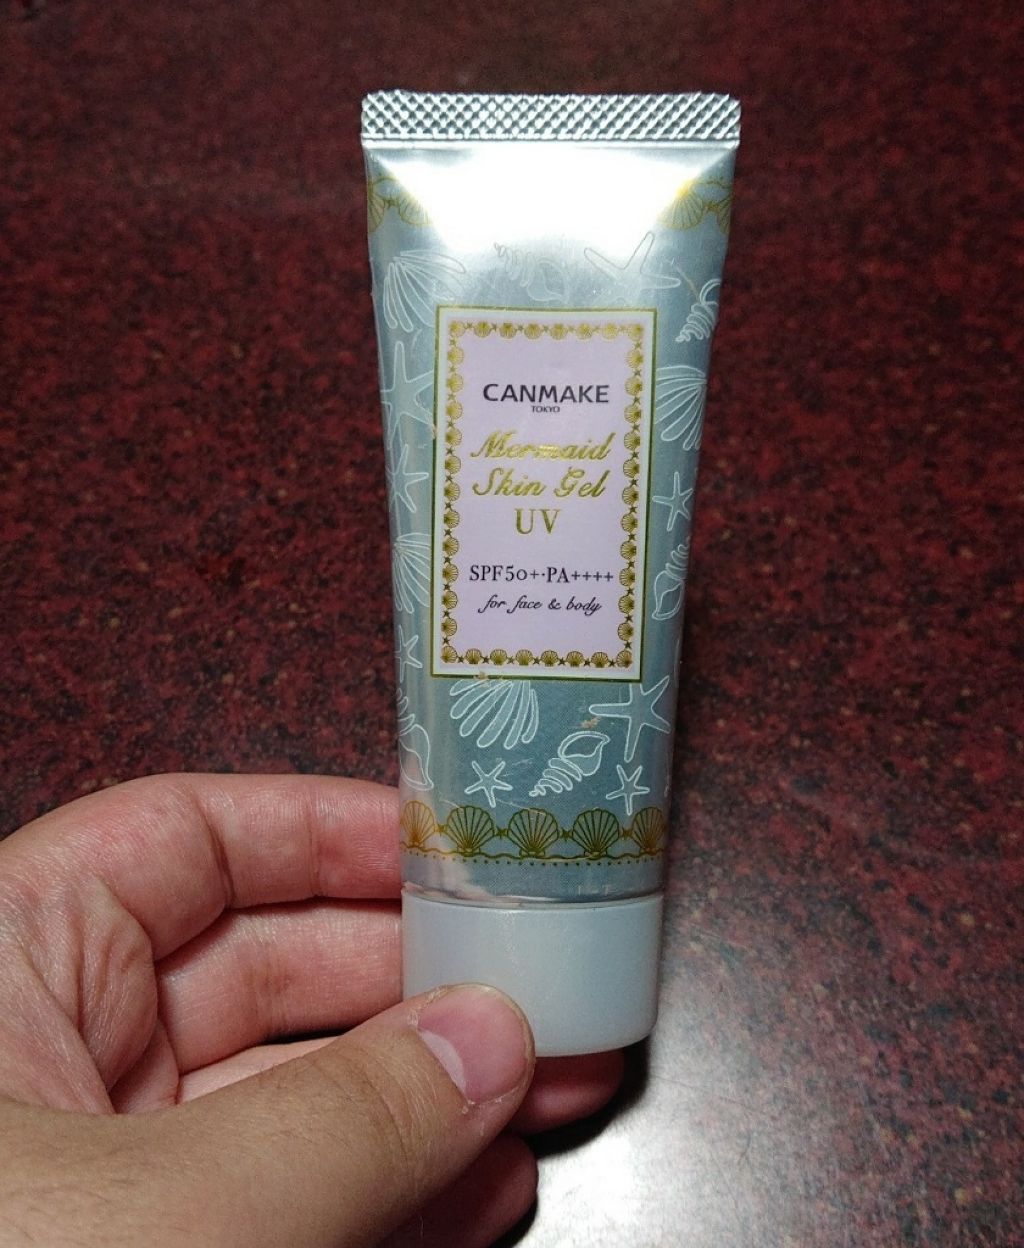 CANMAKE
TOKYO
Mermaid
Skin Gel
UV
SPF50+·PA++++
for face & body